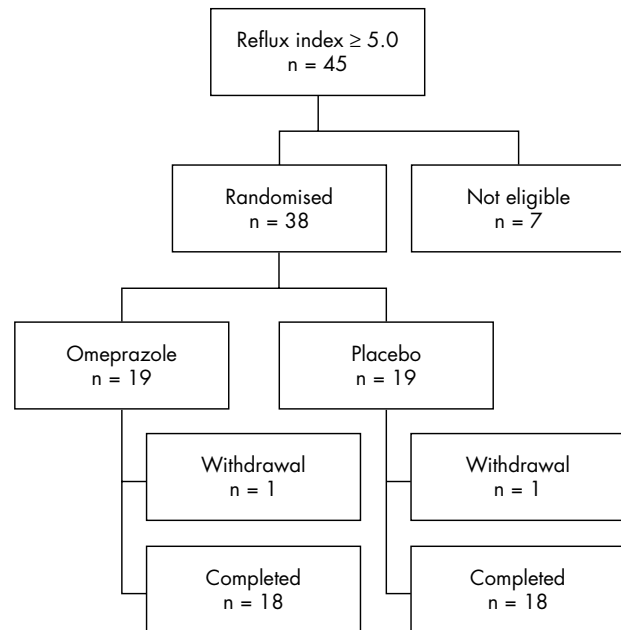 Reflux index ≥ 5.0
n = 45
Randomised
n = 38
Not eligible
n = 7
Omeprazole
n = 19
Placebo
n = 19
Withdrawal
n = 1
Withdrawal
n = 1
Completed
n = 18
Completed
n = 18